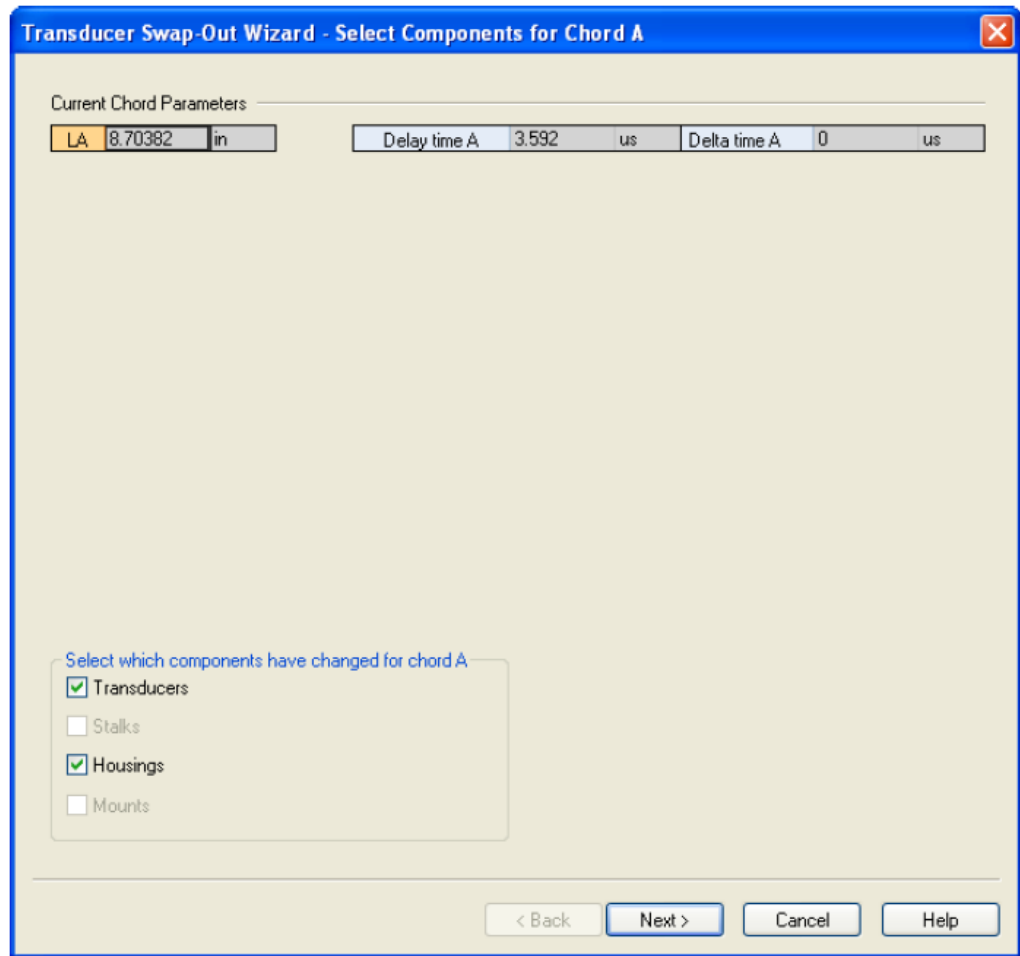 Transducer Swap-Out Wizard - Select Components for Chord A
Current Chord Parameters
LA 8.70382 in Delay time A 3.592 us Delta time A 0 us
Select which components have changed for chord A
Transducers
Stalks
Housings
Mounts
< Back Next > Cancel Help